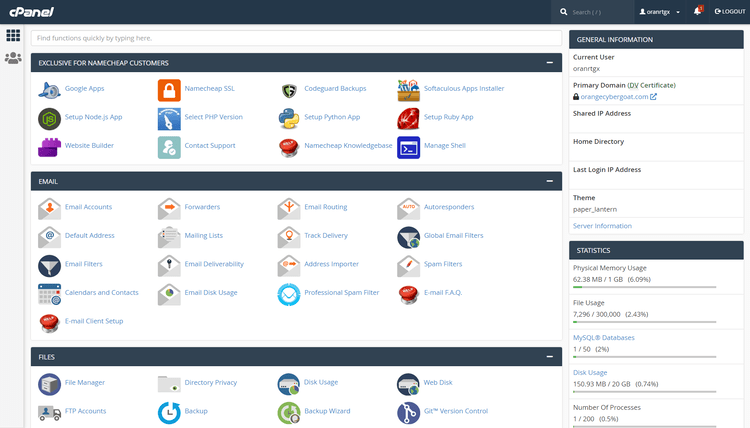 cPanel
Search ( / )
oranrtgx
1
LOGOUT
Find functions quickly by typing here.
EXCLUSIVE FOR NAMECHEAP CUSTOMERS
Google Apps
Namecheap SSL
Codeguard Backups
Softaculous Apps Installer
Setup Node.js App
Select PHP Version
Setup Python App
Setup Ruby App
Website Builder
Contact Support
Namecheap Knowledgebase
Manage Shell
EMAIL
Email Accounts
Forwarders
Email Routing
AUTO
Autoresponders
Default Address
Mailing Lists
Track Delivery
Global Email Filters
Email Filters
Email Deliverability
Address Importer
Spam Filters
Calendars and Contacts
Email Disk Usage
Professional Spam Filter
E-mail F.A.Q.
E-mail Client Setup
FILES
File Manager
Directory Privacy
Disk Usage
Web Disk
FTP Accounts
Backup
Backup Wizard
Git™ Version Control
GENERAL INFORMATION
Current User
oranrtgx
Primary Domain (DV Certificate)
orangecybergoat.com
Shared IP Address
Home Directory
Last Login IP Address
Theme
paper_lantern
Server Information
STATISTICS
Physical Memory Usage
62.38 MB / 1 GB (6.09%)
File Usage
7,296 / 300,000 (2.43%)
MySQL® Databases
1 / 50 (2%)
Disk Usage
150.93 MB / 20 GB (0.74%)
Number Of Processes
1 / 200 (0.5%)